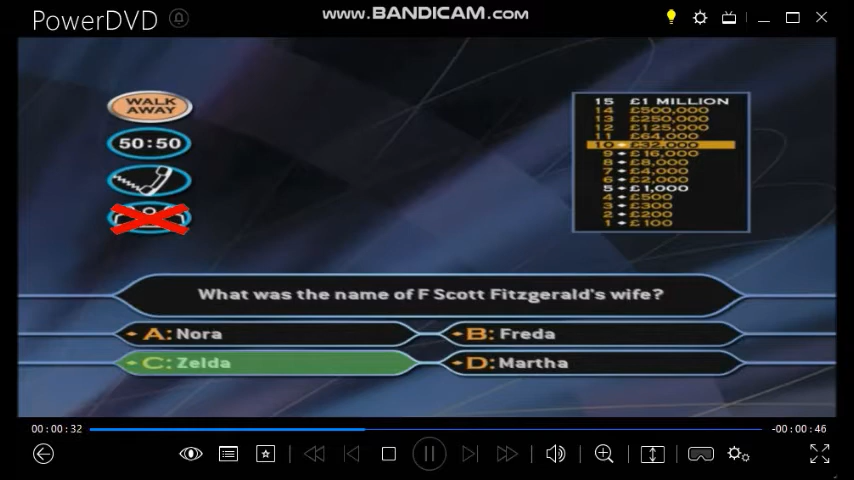 PowerDVD
www.BANDICAM.com
WALK AWAY
50:50
15 £1 MILLION
14 £500,000
13 £250,000
12 £125,000
11 £64,000
10 £32,000
9 £16,000
8 £8,000
7 £4,000
6 £2,000
5 £1,000
4 £500
3 £300
2 £200
1 £100
What was the name of F Scott Fitzgerald's wife?
A: Nora
B: Freda
C: Zelda
D: Martha
00:00:32
-00:00:46